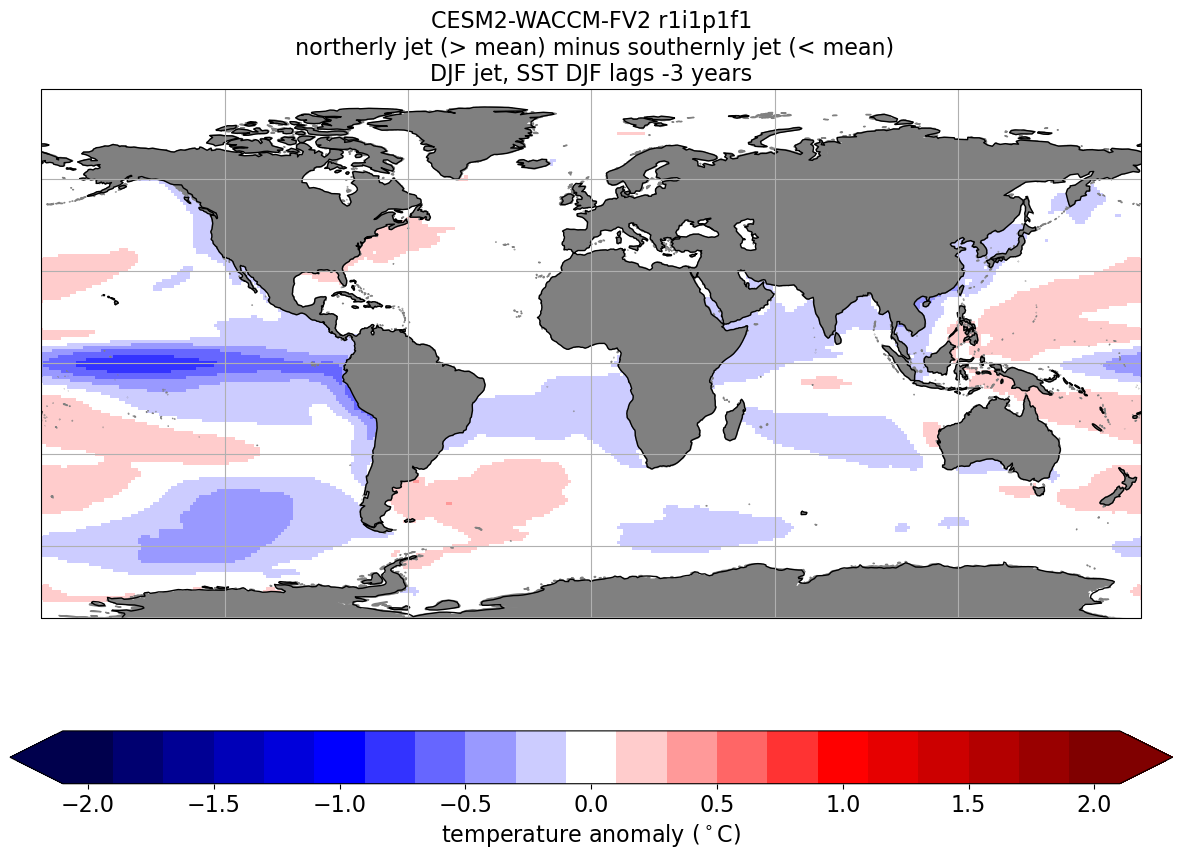 CESM2-WACCM-FV2 r1i1p1f1
northerly jet (> mean) minus southernly jet (< mean)
DJF jet, SST DJF lags -3 years
−2.0 −1.5 −1.0 −0.5 0.0 0.5 1.0 1.5 2.0
temperature anomaly (°C)